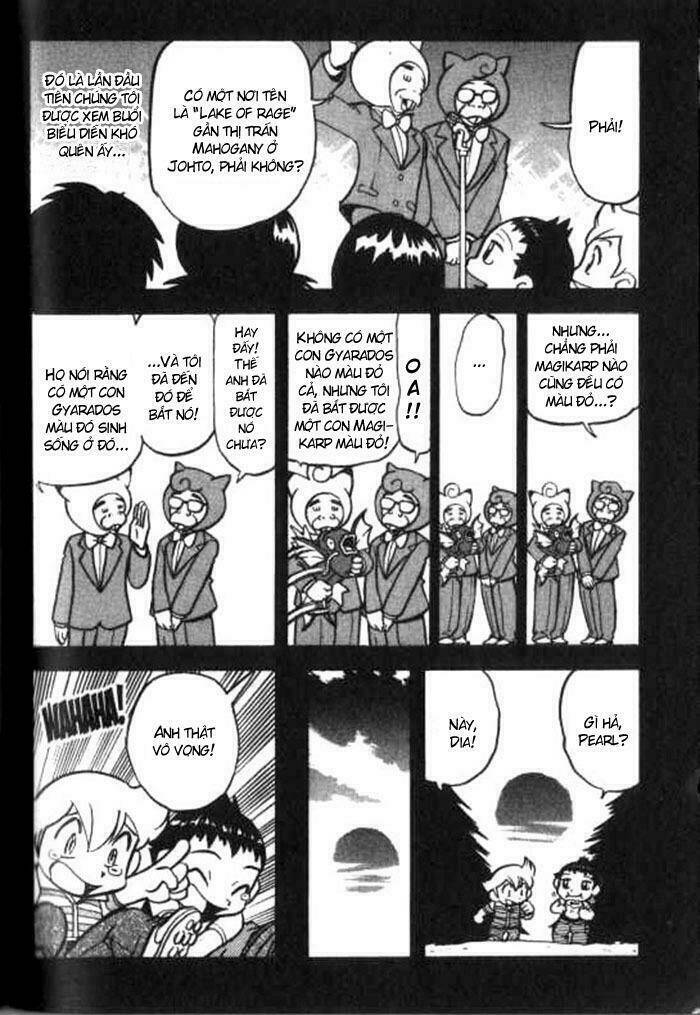 ĐÓ LÀ LẦN ĐẦU
TIÊN CHÚNG TÔI
ĐƯỢC XEM BUỔI
BIỂU DIỄN KHÓ
QUÊN ẤY...
CÓ MỘT NƠI TÊN
LÀ "LAKE OF RAGE"
GẦN THỊ TRẤN
MAHOGANY Ở
JOHTO, PHẢI KHÔNG?
PHẢI!
HỌ NÓI RẰNG
CÓ MỘT CON
GYARADOS
MÀU ĐỎ SINH
SỐNG Ở ĐÓ...
...VÀ TÔI
ĐÃ ĐẾN
ĐÓ ĐỂ
BẮT NÓ!
HAY
ĐẤY!
THẾ
ANH ĐÃ
BẮT
ĐƯỢC
NÓ
CHƯA?
KHÔNG CÓ MỘT
CON GYARADOS
NÀO MÀU ĐỎ
CẢ, NHƯNG TÔI
ĐÃ BẮT ĐƯỢC
MỘT CON MAGI-
KARP MÀU ĐỎ!
OA!!
...
NHƯNG...
CHẲNG PHẢI
MAGIKARP NÀO
CŨNG ĐỀU CÓ
MÀU ĐỎ...?
WAHAHA!
ANH THẬT
VÔ VỌNG!
NÀY,
DIA!
GÌ HẢ,
PEARL?